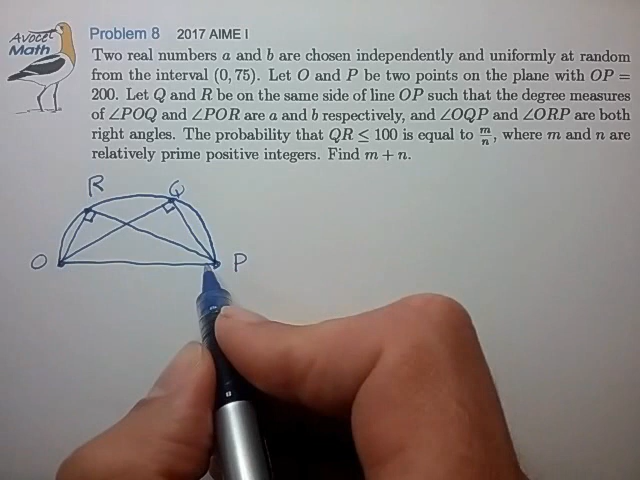 Avocet
Math
Problem 8 2017 AIME I
Two real numbers a and b are chosen independently and uniformly at random
from the interval (0, 75). Let O and P be two points on the plane with OP =
200. Let Q and R be on the same side of line OP such that the degree measures
of ∠POQ and ∠POR are a and b respectively, and ∠OQP and ∠ORP are both
right angles. The probability that QR ≤ 100 is equal to m/n, where m and n are
relatively prime positive integers. Find m + n.
R Q
O P